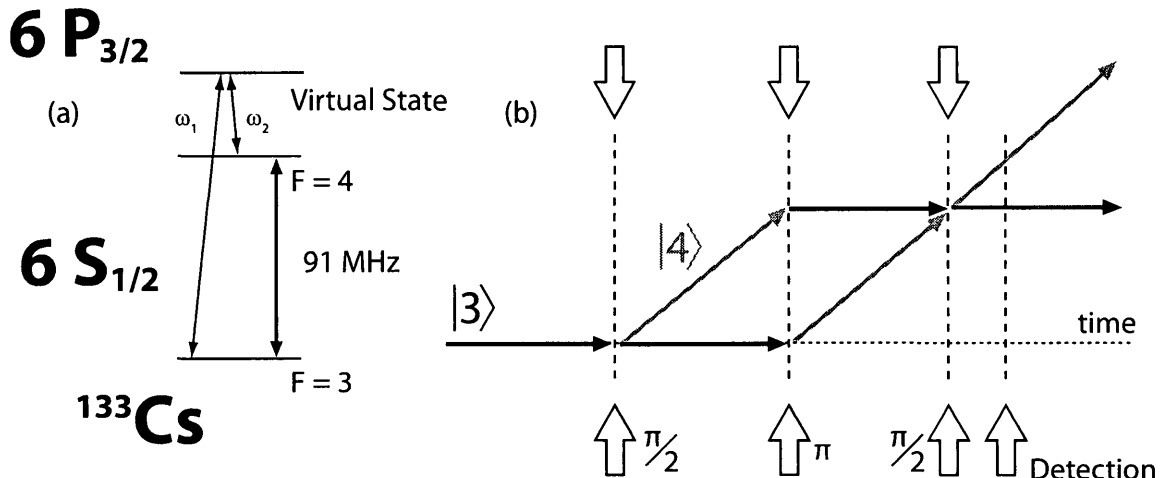 6 P3/2
(a)
ω1
ω2
Virtual State
F = 4
6 S1/2
91 MHz
F = 3
133Cs
(b)
|4⟩
|3⟩
time
π/2
π
π/2
Detection